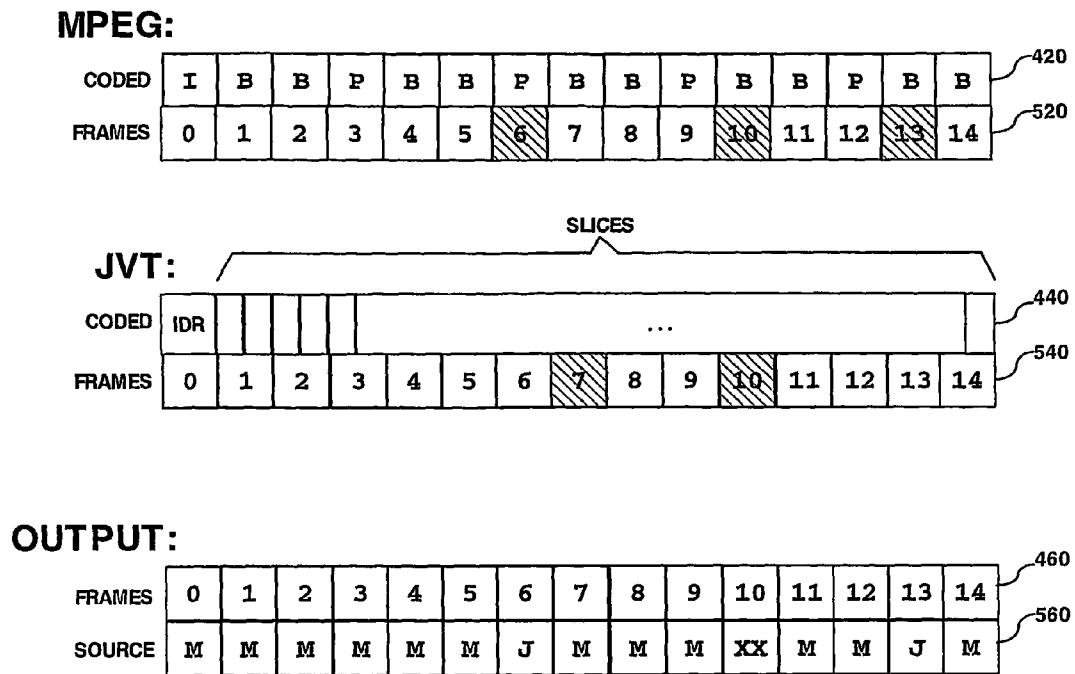 MPEG:
CODED I B B P B B P B B P B B P B B 420
FRAMES 0 1 2 3 4 5 6 7 8 9 10 11 12 13 14 520
SLICES
JVT:
CODED IDR ... 440
FRAMES 0 1 2 3 4 5 6 7 8 9 10 11 12 13 14 540
OUTPUT:
FRAMES 0 1 2 3 4 5 6 7 8 9 10 11 12 13 14 460
SOURCE M M M M M M J M M M XX M M J M 560